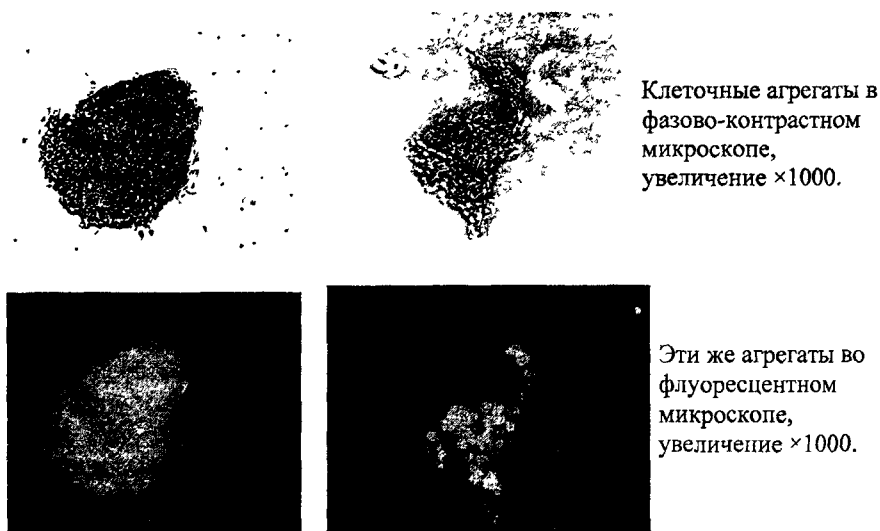 Клеточные агрегаты в
фазово-контрастном
микроскопе,
увеличение ×1000.
Эти же агрегаты во
флуоресцентном
микроскопе,
увеличение ×1000.